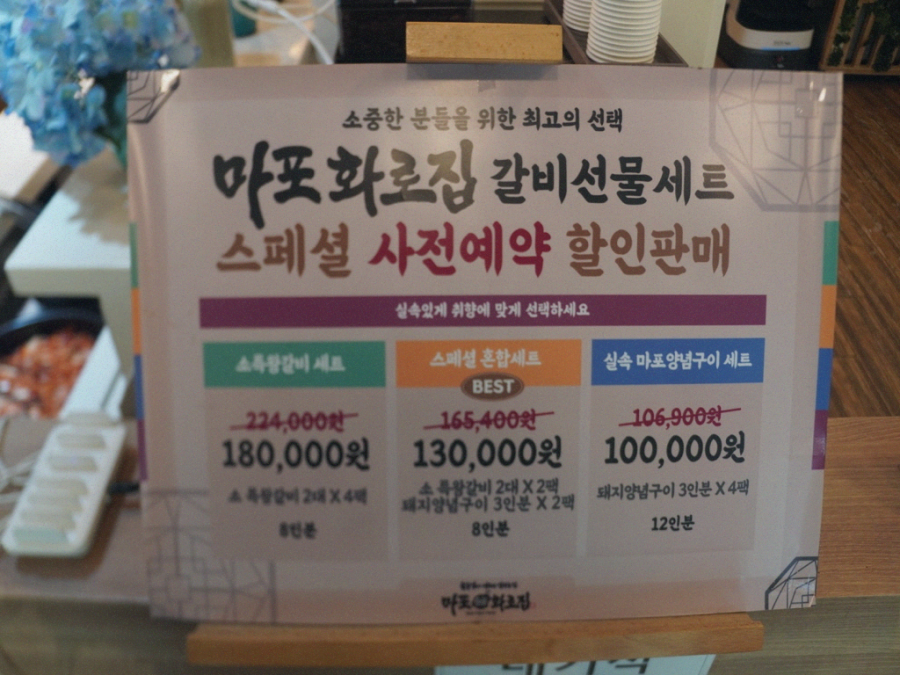 소중한 분들을 위한 최고의 선택
마포화로집 갈비선물세트
스페셜 사전예약 할인판매
실속있게 취향에 맞게 선택하세요
소특왕갈비 세트
224,000원
180,000원
소 특왕갈비 2대 X 4팩
8인분
스페셜 혼합세트
BEST
165,400원
130,000원
소 특왕갈비 2대 X 2팩
돼지양념구이 3인분 X 2팩
8인분
실속 마포양념구이 세트
106,900원
100,000원
돼지양념구이 3인분 X 4팩
12인분
마포화로집